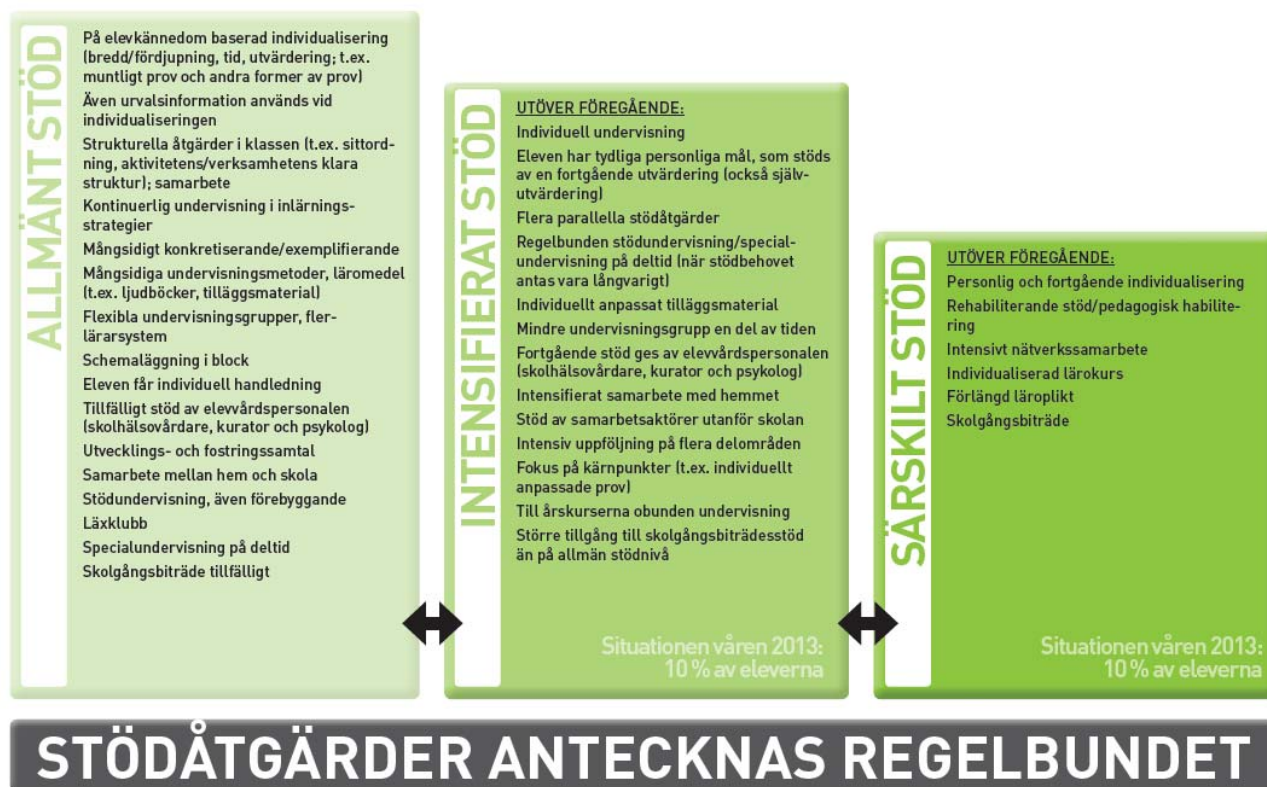 ALLMÄNT STÖD
På elevkännedom baserad individualisering
(bredd/fördjupning, tid, utvärdering; t.ex.
muntligt prov och andra former av prov)
Även urvalsinformation används vid
individualiseringen
Strukturella åtgärder i klassen (t.ex. sittord-
ning, aktivitetens/verksamhetens klara
struktur); samarbete
Kontinuerlig undervisning i inlärnings-
strategier
Mångsidigt konkretiserande/exemplifierande
Mångsidiga undervisningsmetoder, läromedel
(t.ex. ljudböcker, tilläggsmaterial)
Flexibla undervisningsgrupper, fler-
lärarsystem
Schemaläggning i block
Eleven får individuell handledning
Tillfälligt stöd av elevvårdspersonalen
(skolhälsovårdare, kurator och psykolog)
Utvecklings- och fostringssamtal
Samarbete mellan hem och skola
Stödundervisning, även förebyggande
Läxklubb
Specialundervisning på deltid
Skolgångsbiträde tillfälligt
INTENSIFIERAT STÖD
UTÖVER FÖREGÅENDE:
Individuell undervisning
Eleven har tydliga personliga mål, som stöds
av en fortgående utvärdering (också själv-
utvärdering)
Flera parallella stödåtgärder
Regelbunden stödundervisning/special-
undervisning på deltid (när stödbehovet
antas vara långvarigt)
Individuellt anpassat tilläggsmaterial
Mindre undervisningsgrupp en del av tiden
Fortgående stöd ges av elevvårdspersonalen
(skolhälsovårdare, kurator och psykolog)
Intensifierat samarbete med hemmet
Stöd av samarbetsaktörer utanför skolan
Intensiv uppföljning på flera delområden
Fokus på kärnpunkter (t.ex. individuellt
anpassade prov)
Till årskurserna obunden undervisning
Större tillgång till skolgångsbiträdesstöd
än på allmän stödnivå
Situationen våren 2013:
10 % av eleverna
SÄRSKILT STÖD
UTÖVER FÖREGÅENDE:
Personlig och fortgående individualisering
Rehabiliterande stöd/pedagogisk habilite-
ring
Intensivt nätverkssamarbete
Individualiserad lärokurs
Förlängd läroplikt
Skolgångsbiträde
Situationen våren 2013:
10 % av eleverna
STÖDÅTGÄRDER ANTECKNAS REGELBUNDET